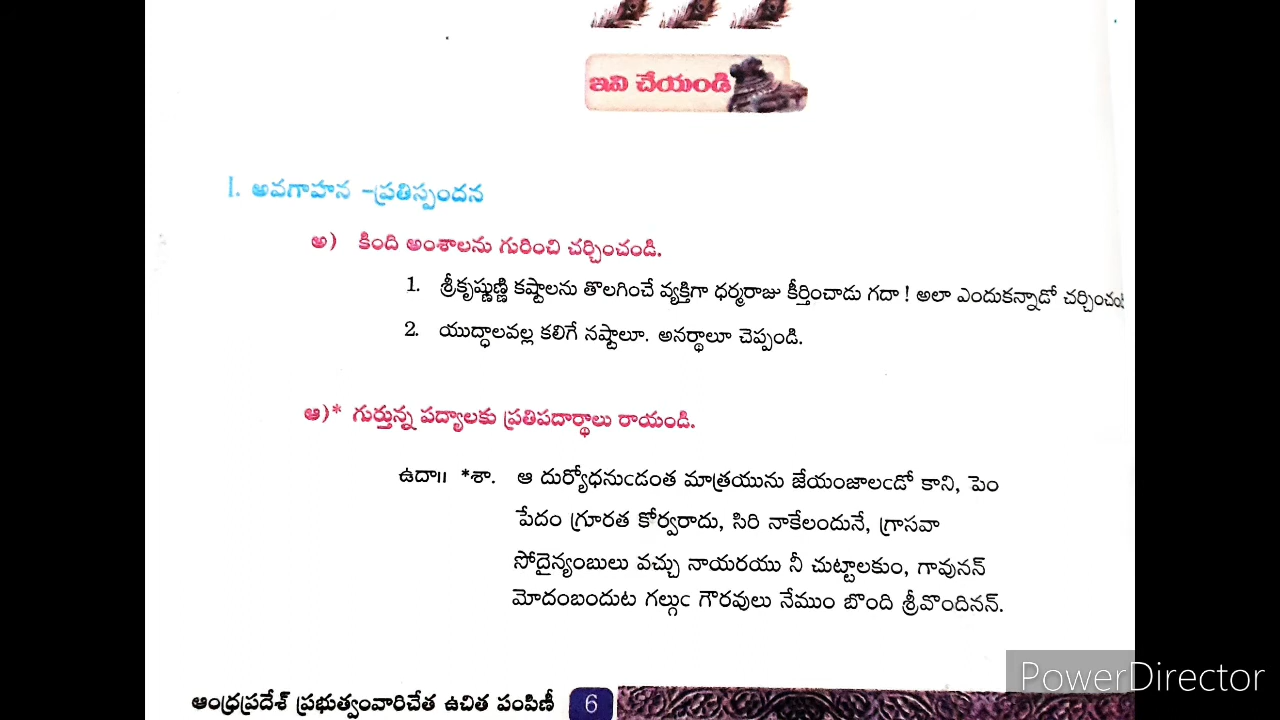 ఇవి చేయండి
I. అవగాహన -ప్రతిస్పందన
అ) కింది అంశాలను గురించి చర్చించండి.
1. శ్రీకృష్ణుణ్ణి కష్టాలను తొలగించే వ్యక్తిగా ధర్మరాజు కీర్తించాడు గదా ! అలా ఎందుకన్నాడో
2. యుద్ధాలవల్ల కలిగే నష్టాలూ. అనర్థాలూ చెప్పండి.
ఆ)* గుర్తున్న పద్యాలకు ప్రతిపదార్థాలు రాయండి.
ఉదా॥ *శా. ఆ దుర్యోధనుఁడంత మాత్రయును జేయంజాలఁడో కాని, పెం
పేదం గ్రూరత కోర్వరాదు, సిరి నాకేలందునే, గ్రాసవా
సోదైన్యంబులు వచ్చు నాయరయు నీ చుట్టాలకుం, గావునన్
మోదంబందుట గల్గుఁ గౌరవులు నేముం బొంది శ్రీవొందినన్.
ఆంధ్రప్రదేశ్ ప్రభుత్వంవారిచేత ఉచిత పంపిణీ 6
PowerDirector